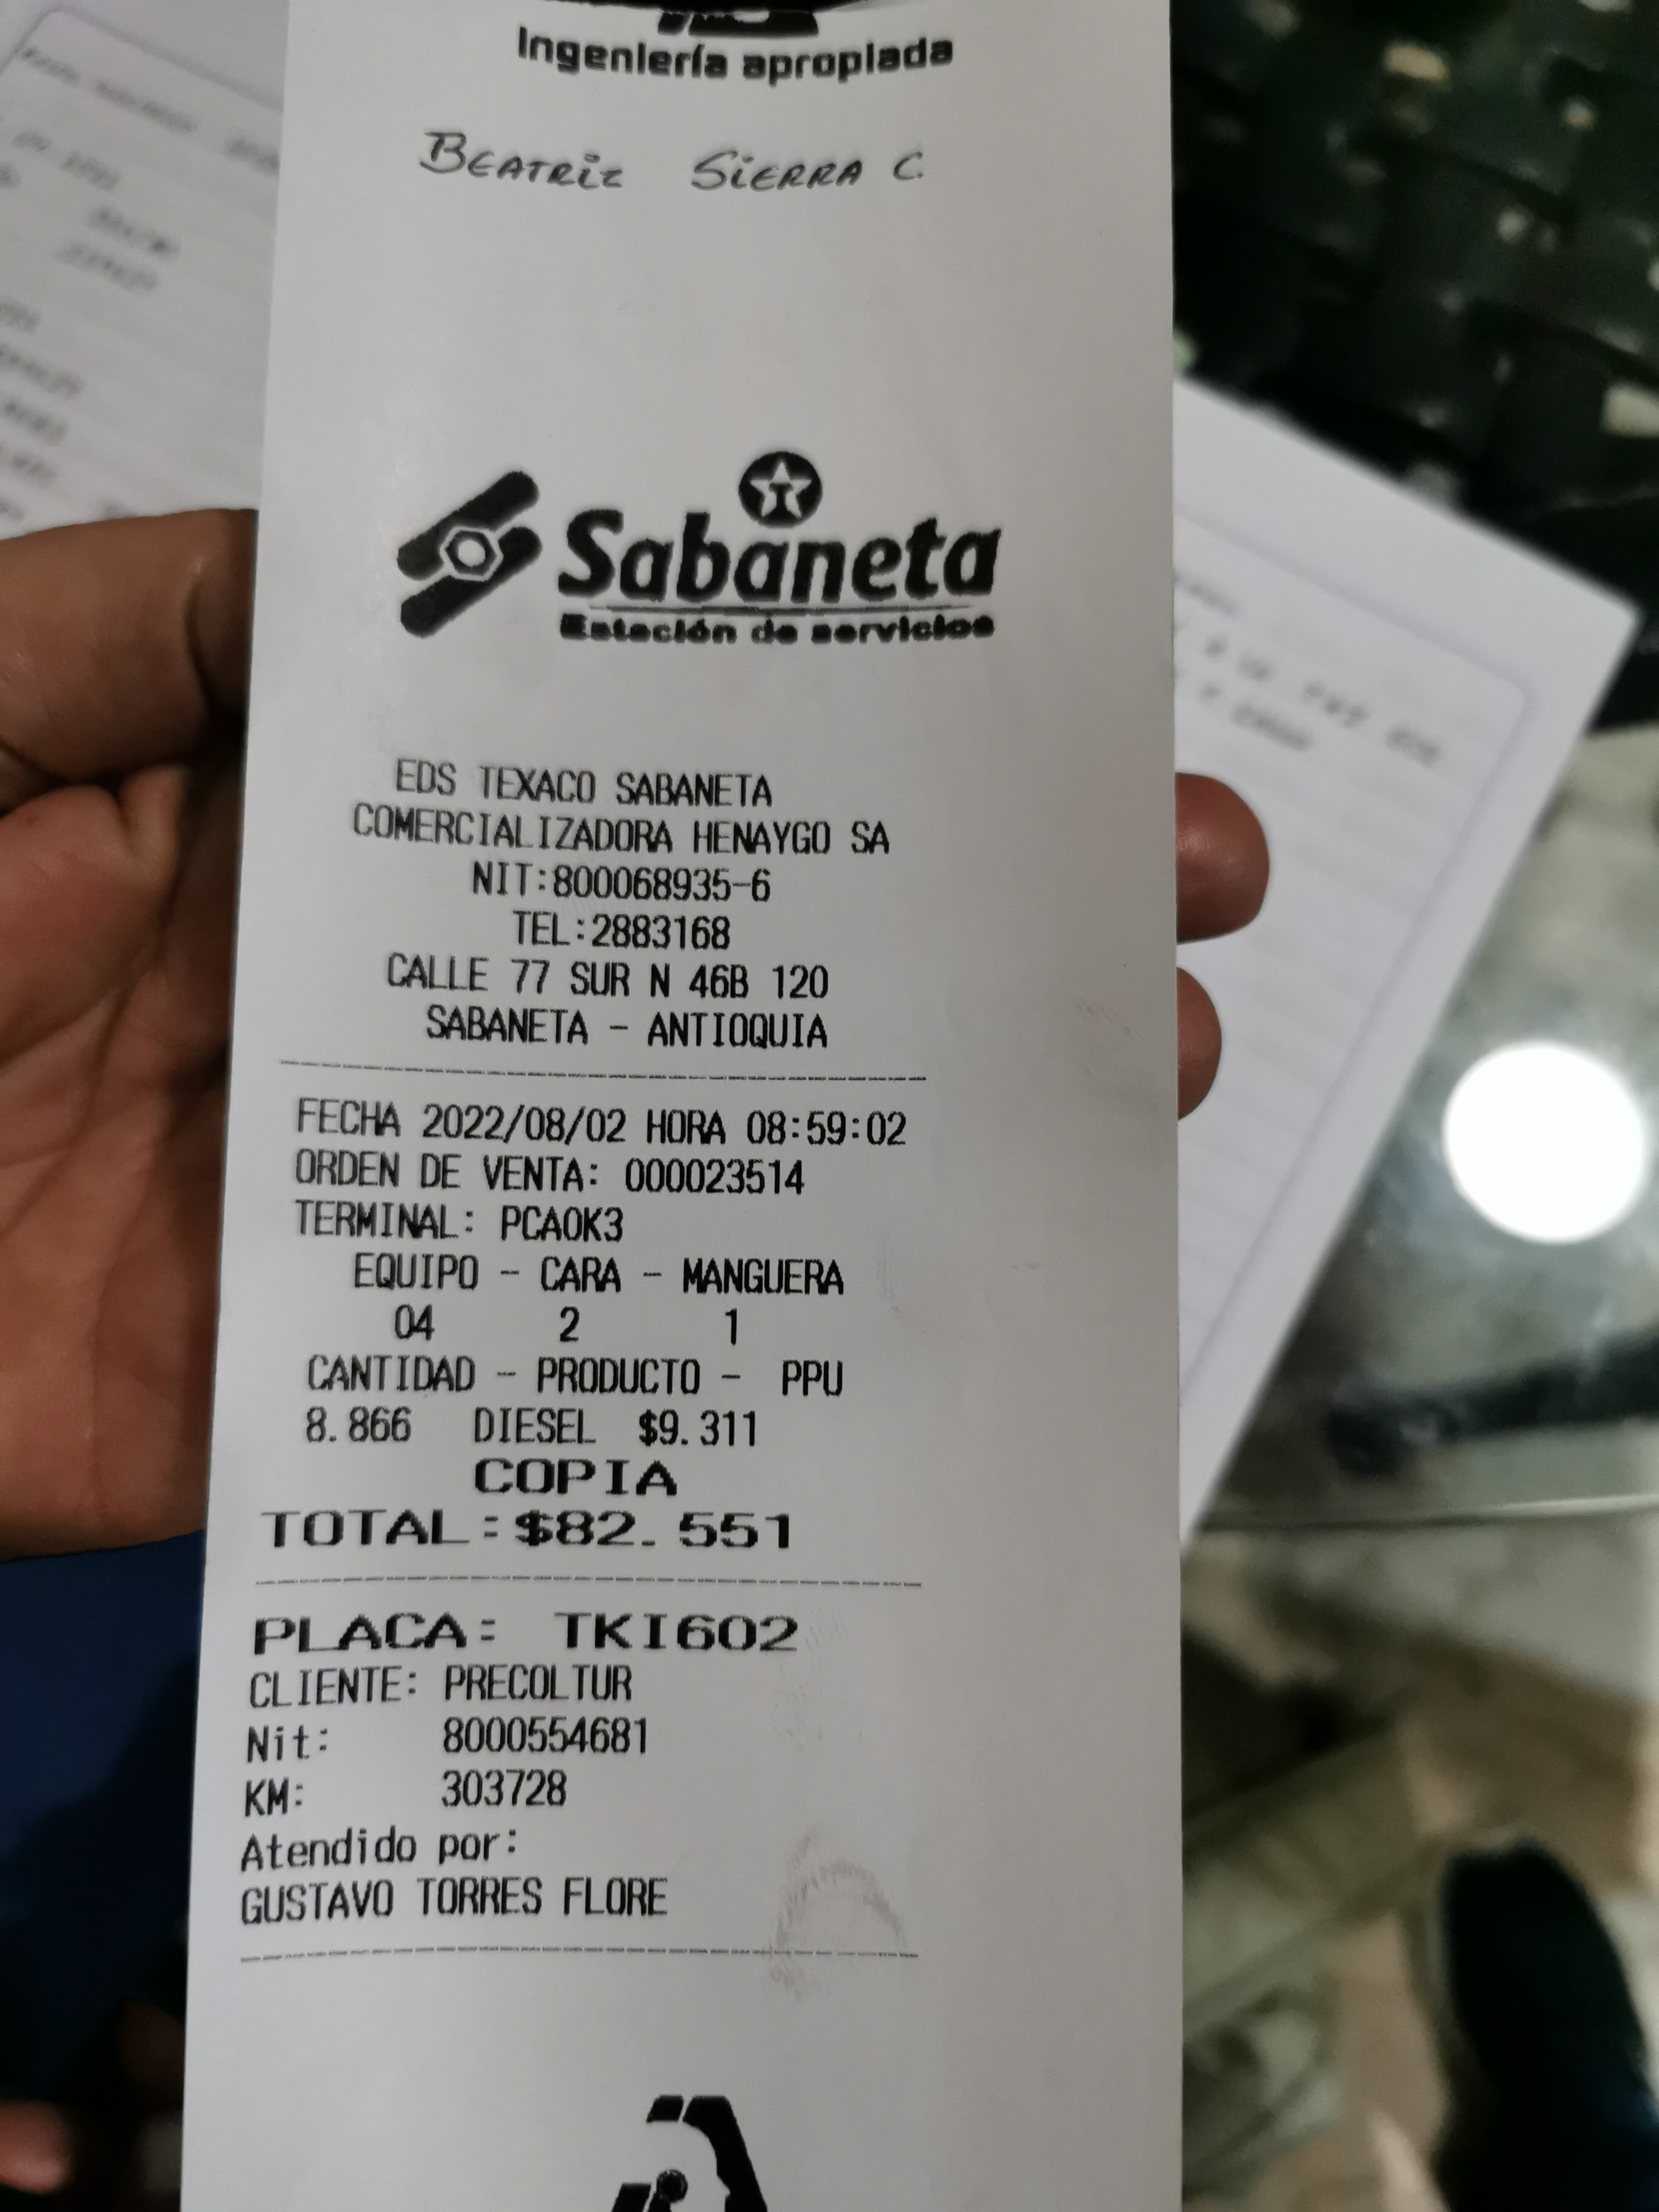 Ingeniería apropiada
BEATRIZ SIERRA C.
Sabaneta
Estación de servicios
EDS TEXACO SABANETA
COMERCIALIZADORA HENAYGO SA
NIT:800068935-6
TEL:2883168
CALLE 77 SUR N 46B 120
SABANETA - ANTIOQUIA
FECHA 2022/08/02 HORA 08:59:02
ORDEN DE VENTA: 000023514
TERMINAL: PCAOK3
EQUIPO - CARA - MANGUERA
04 2 1
CANTIDAD - PRODUCTO - PPU
8.866 DIESEL $9.311
COPIA
TOTAL:$82.551
PLACA: TKI602
CLIENTE: PRECOLTUR
Nit: 8000554681
KM: 303728
Atendido por:
GUSTAVO TORRES FLORE